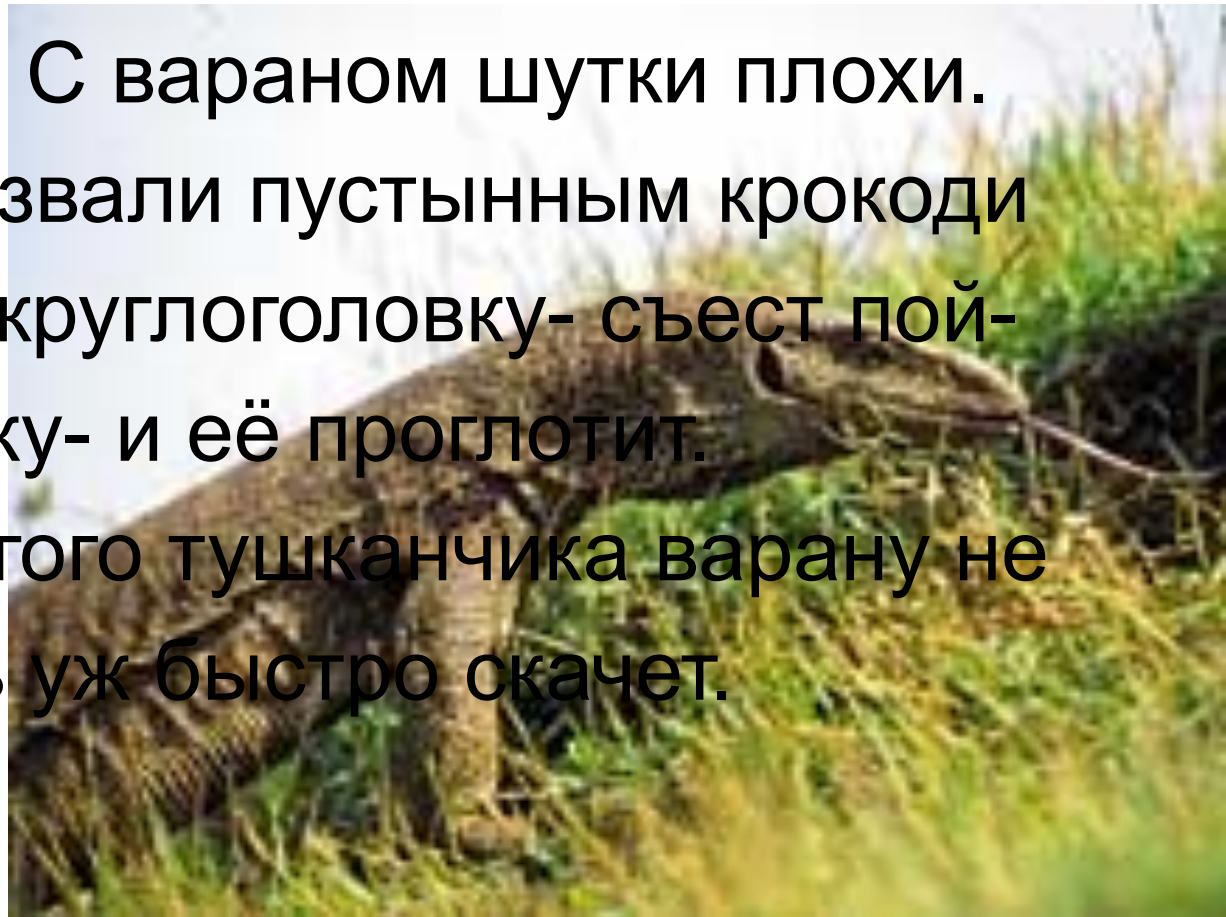 С вараном шутки плохи.
звали пустынным крокоди
круглоголовку- съест пой-
ку- и её проглотит.
того тушканчика варану не
уж быстро скачет.